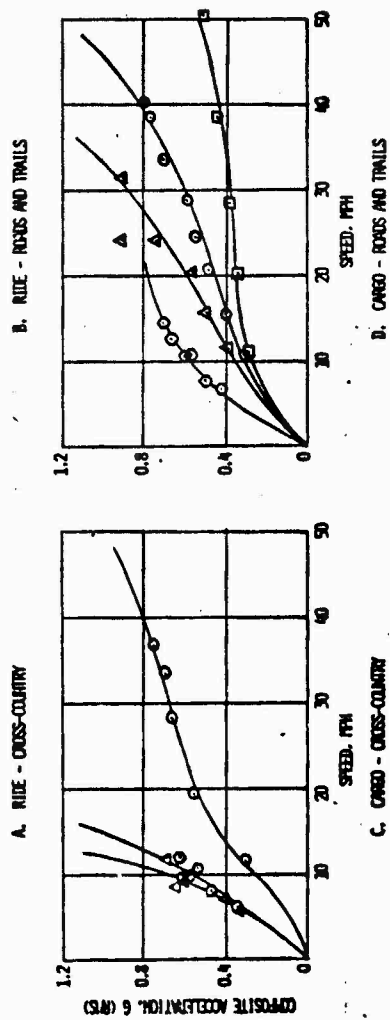 A. RIDE - CROSS-COUNTRY
B. RIDE - ROADS AND TRAILS
COMPOSITE ACCELERATION, G (RMS)
1.2
0.8
0.4
0
10
20
30
40
50
SPEED, MPH
1.2
0.8
0.4
0
10
20
30
40
50
SPEED, MPH
C. CARGO - CROSS-COUNTRY
D. CARGO - ROADS AND TRAILS